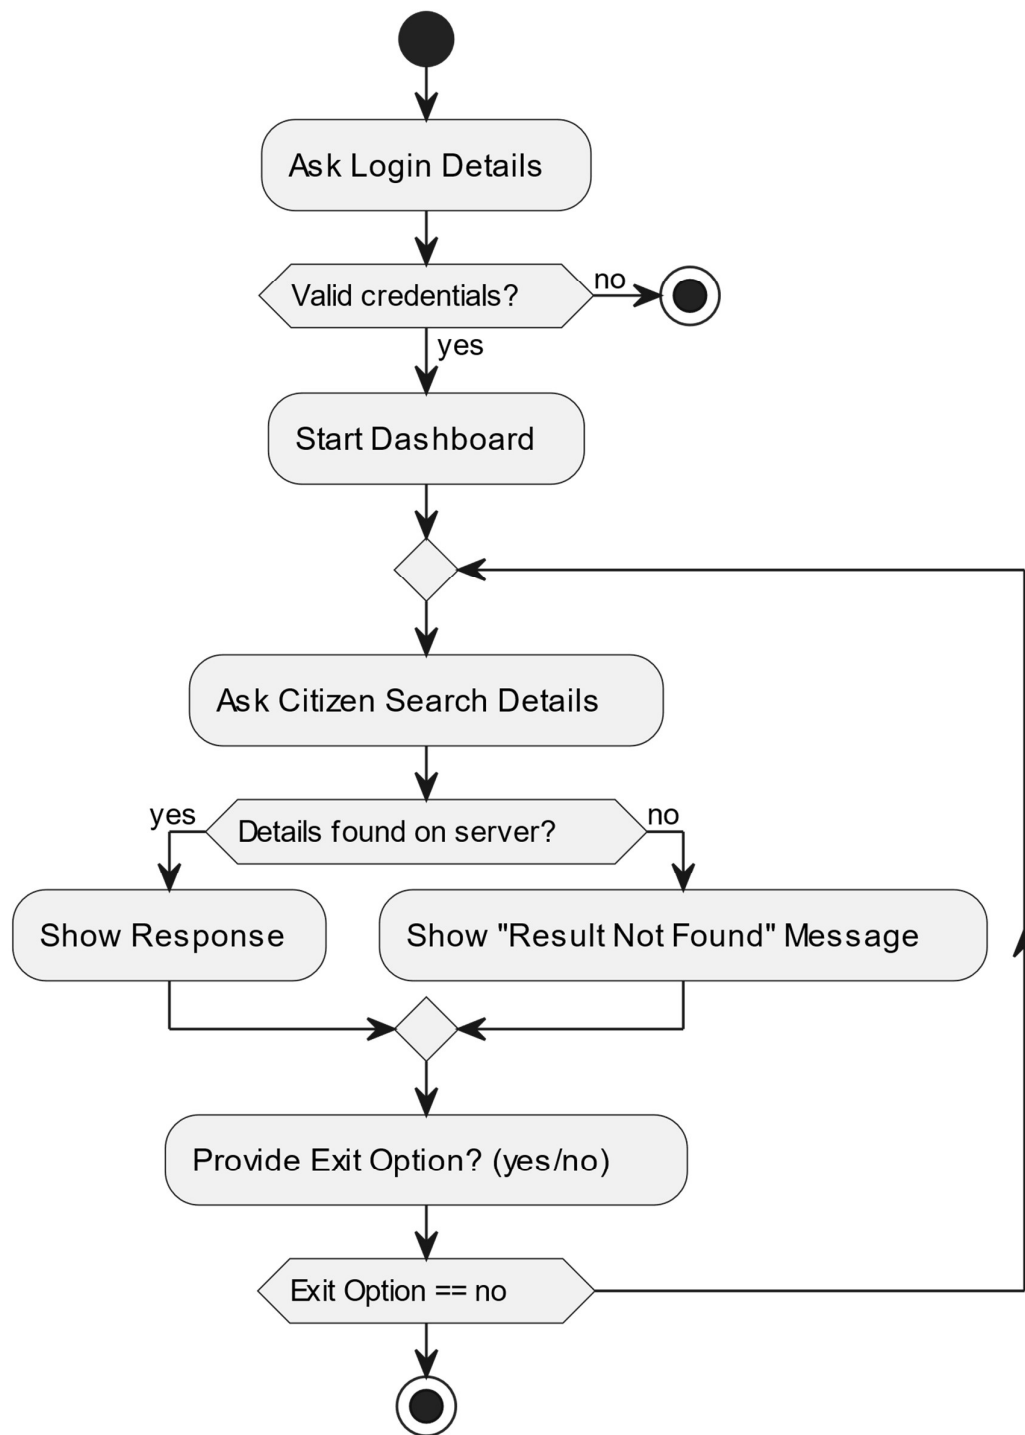 Ask Login Details
Valid credentials?
no
yes
Start Dashboard
Ask Citizen Search Details
yes
Details found on server?
no
Show Response
Show "Result Not Found" Message
Provide Exit Option? (yes/no)
Exit Option == no